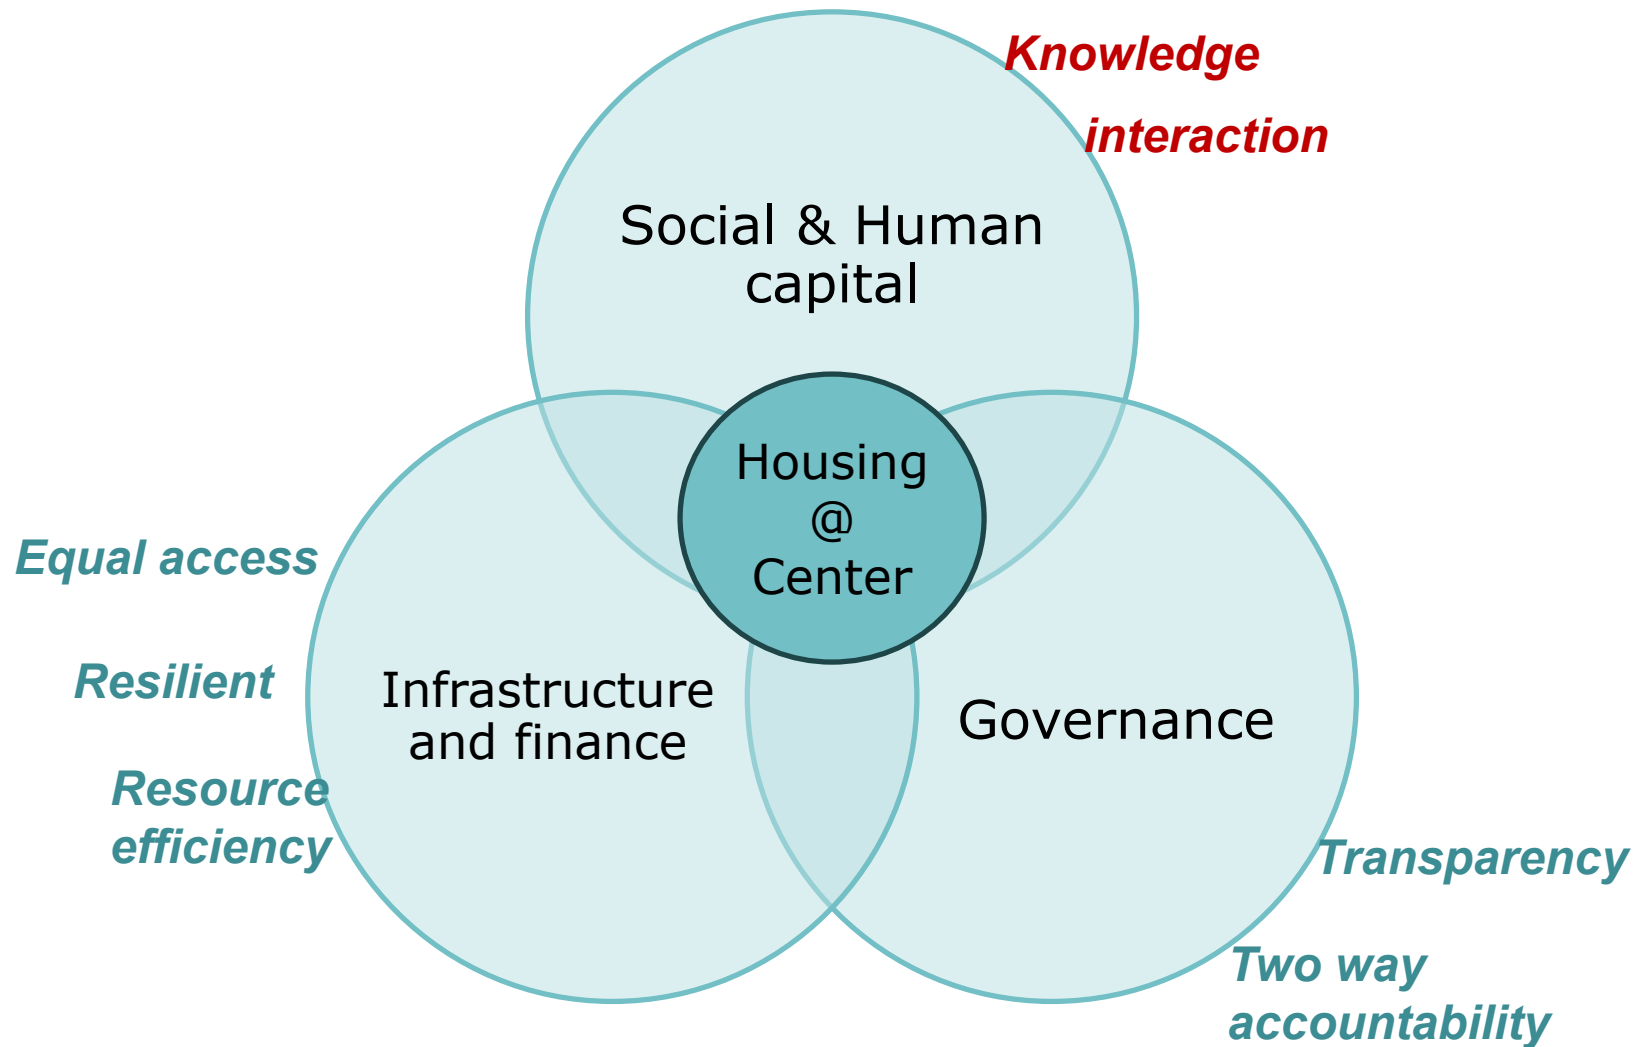 Knowledge
interaction
Social & Human
capital
Housing
@
Center
Equal access
Resilient
Resource
efficiency
Infrastructure
and finance
Governance
Transparency
Two way
accountability